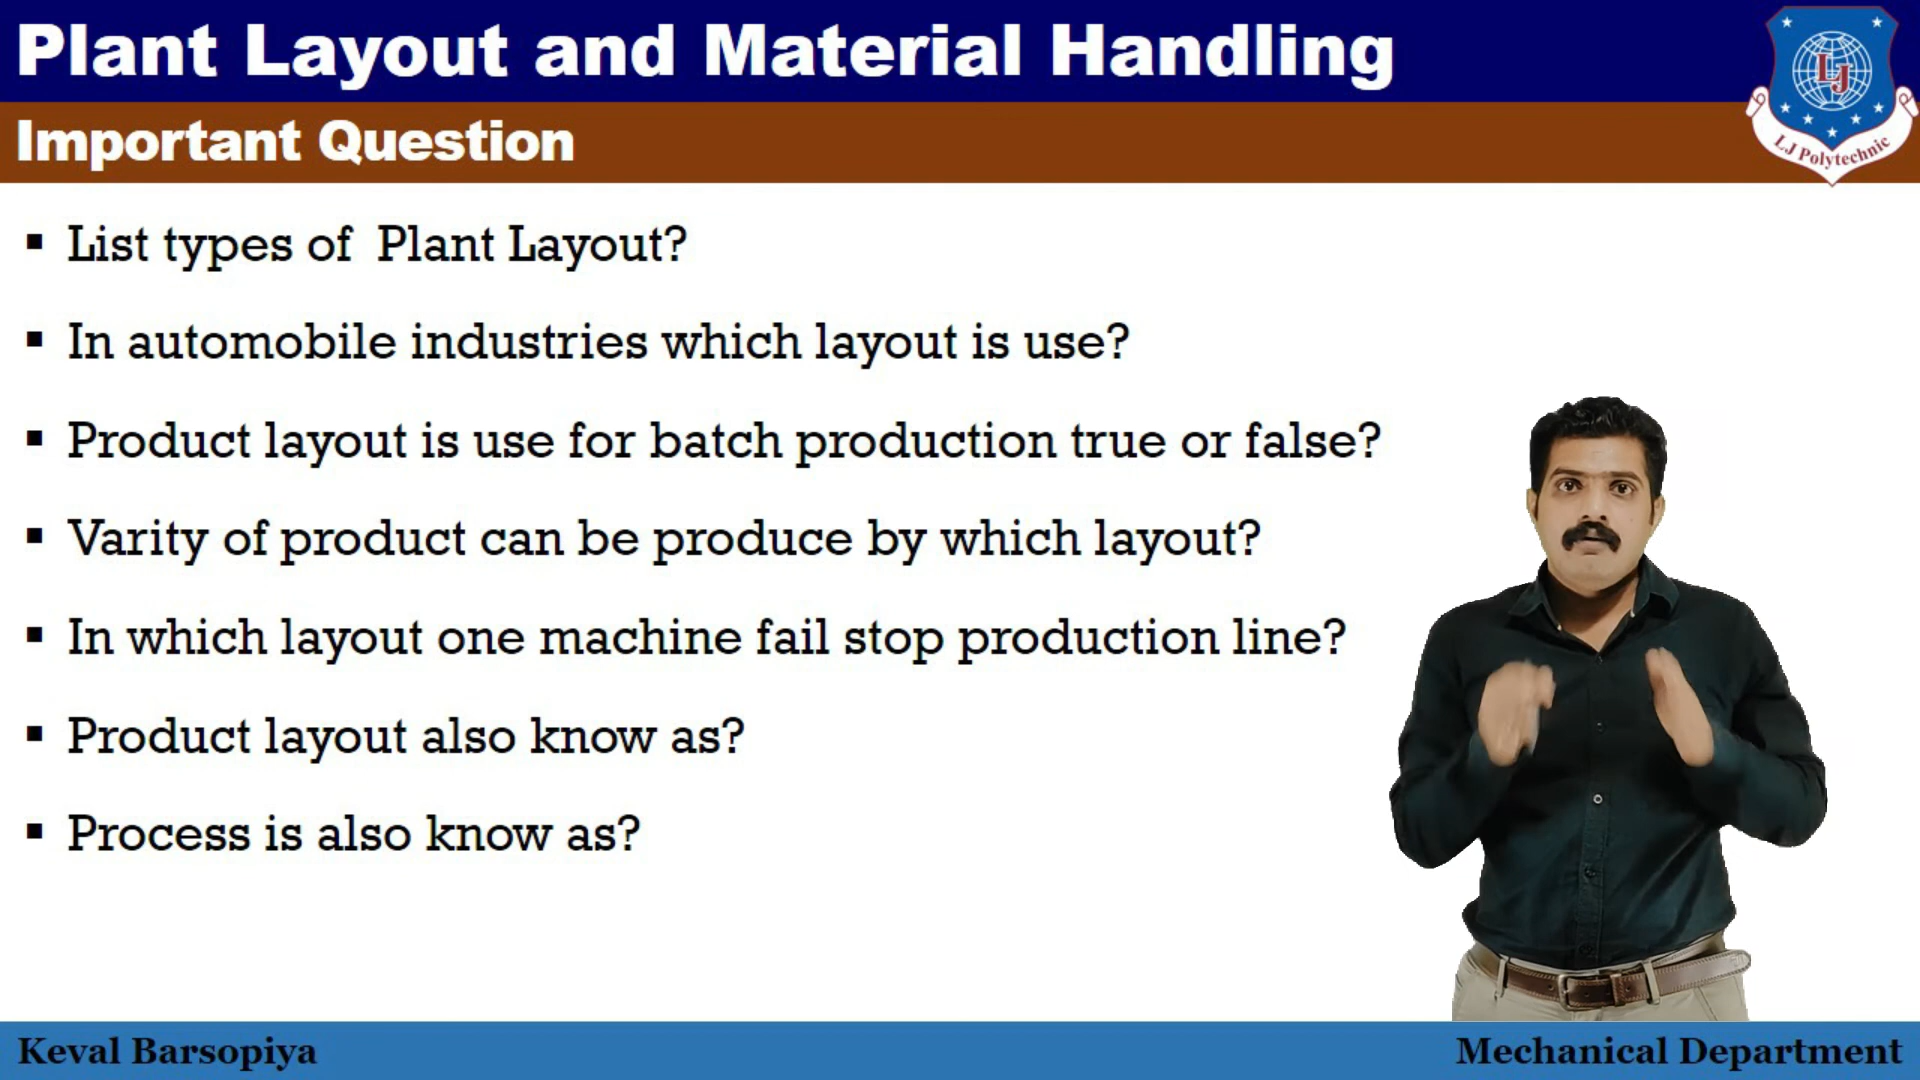 Plant Layout and Material Handling
Important Question
LJ
LJ Polytechnic
▪ List types of  Plant Layout?
▪ In automobile industries which layout is use?
▪ Product layout is use for batch production true or false?
▪ Varity of product can be produce by which layout?
▪ In which layout one machine fail stop production line?
▪ Product layout also know as?
▪ Process is also know as?
Keval Barsopiya
Mechanical Department